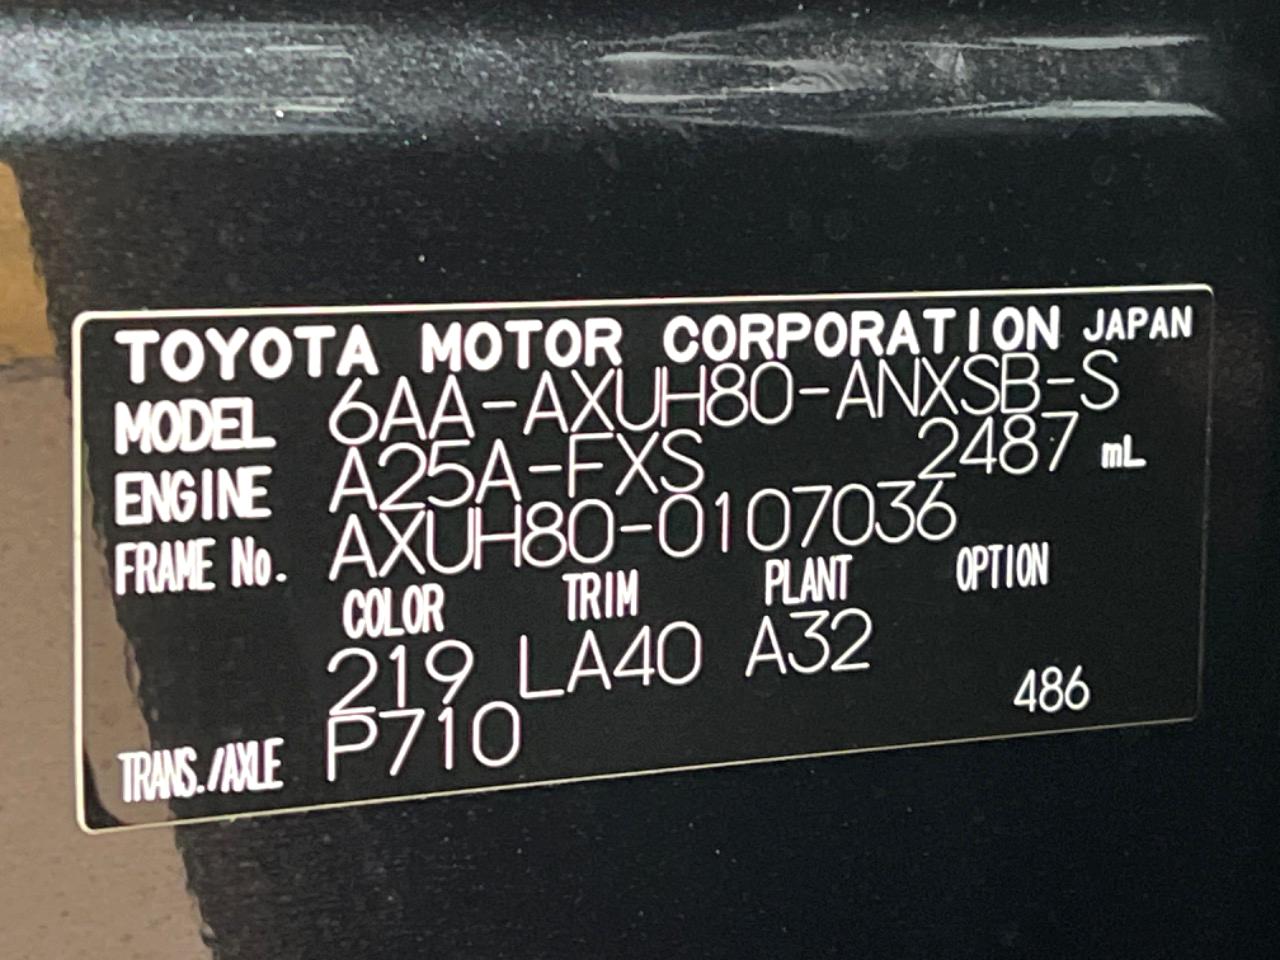 TOYOTA MOTOR CORPORATION JAPAN
MODEL 6AA-AXUH80-ANXSB-S
ENGINE A25A-FXS 2487 mL
FRAME No. AXUH80-0107036
COLOR TRIM PLANT OPTION
219 LA40 A32
486
TRANS./AXLE P710